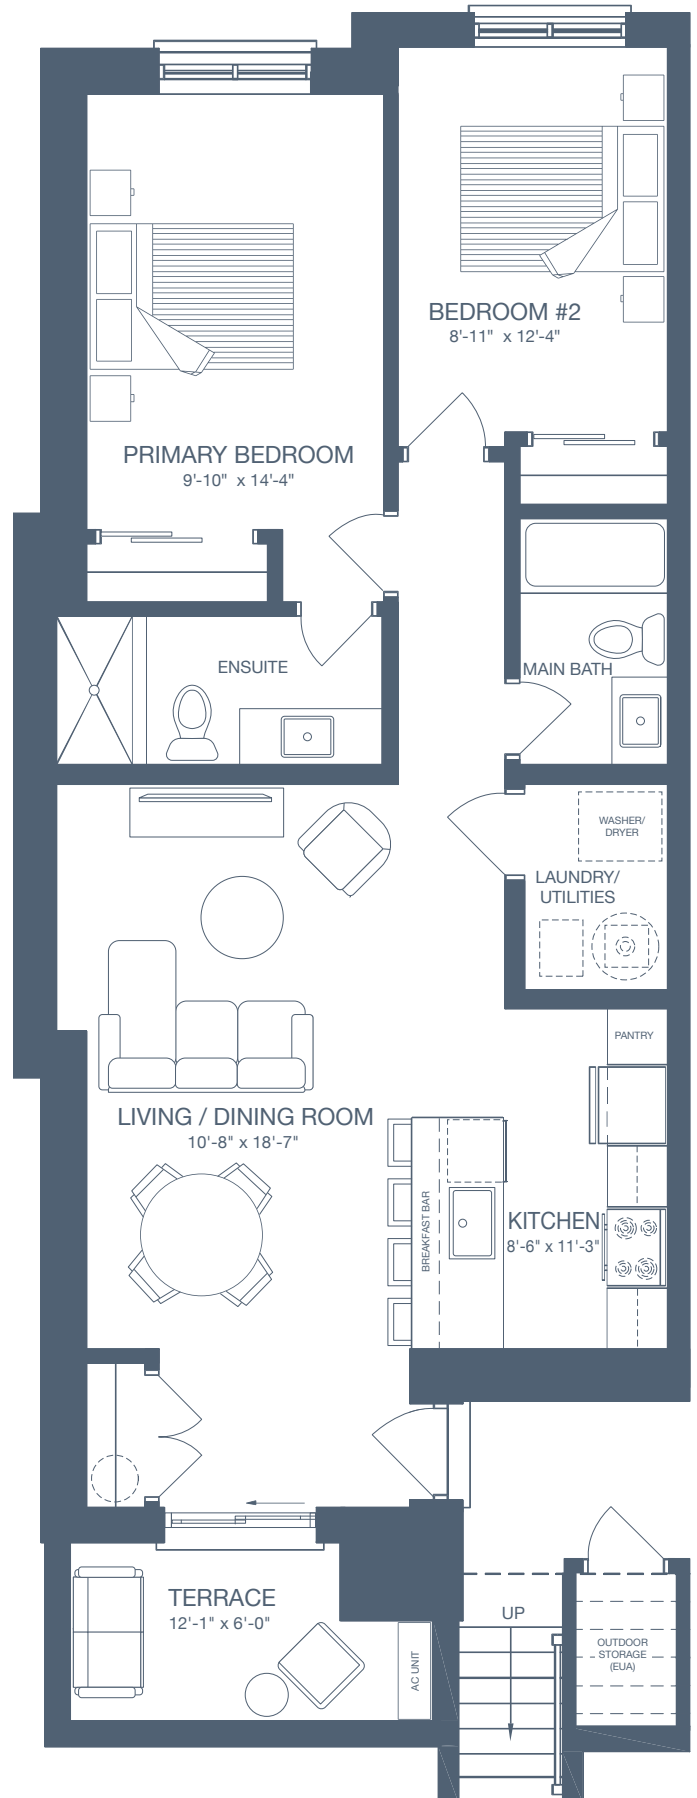 BEDROOM #2
8'-11" x 12'-4"
PRIMARY BEDROOM
9'-10" x 14'-4"
ENSUITE
MAIN BATH
WASHER/
DRYER
LAUNDRY/
UTILITIES
PANTRY
LIVING / DINING ROOM
10'-8" x 18'-7"
BREAKFAST BAR
KITCHEN
8'-6" x 11'-3"
TERRACE
12'-1" x 6'-0"
AC UNIT
UP
OUTDOOR
STORAGE
(EUA)